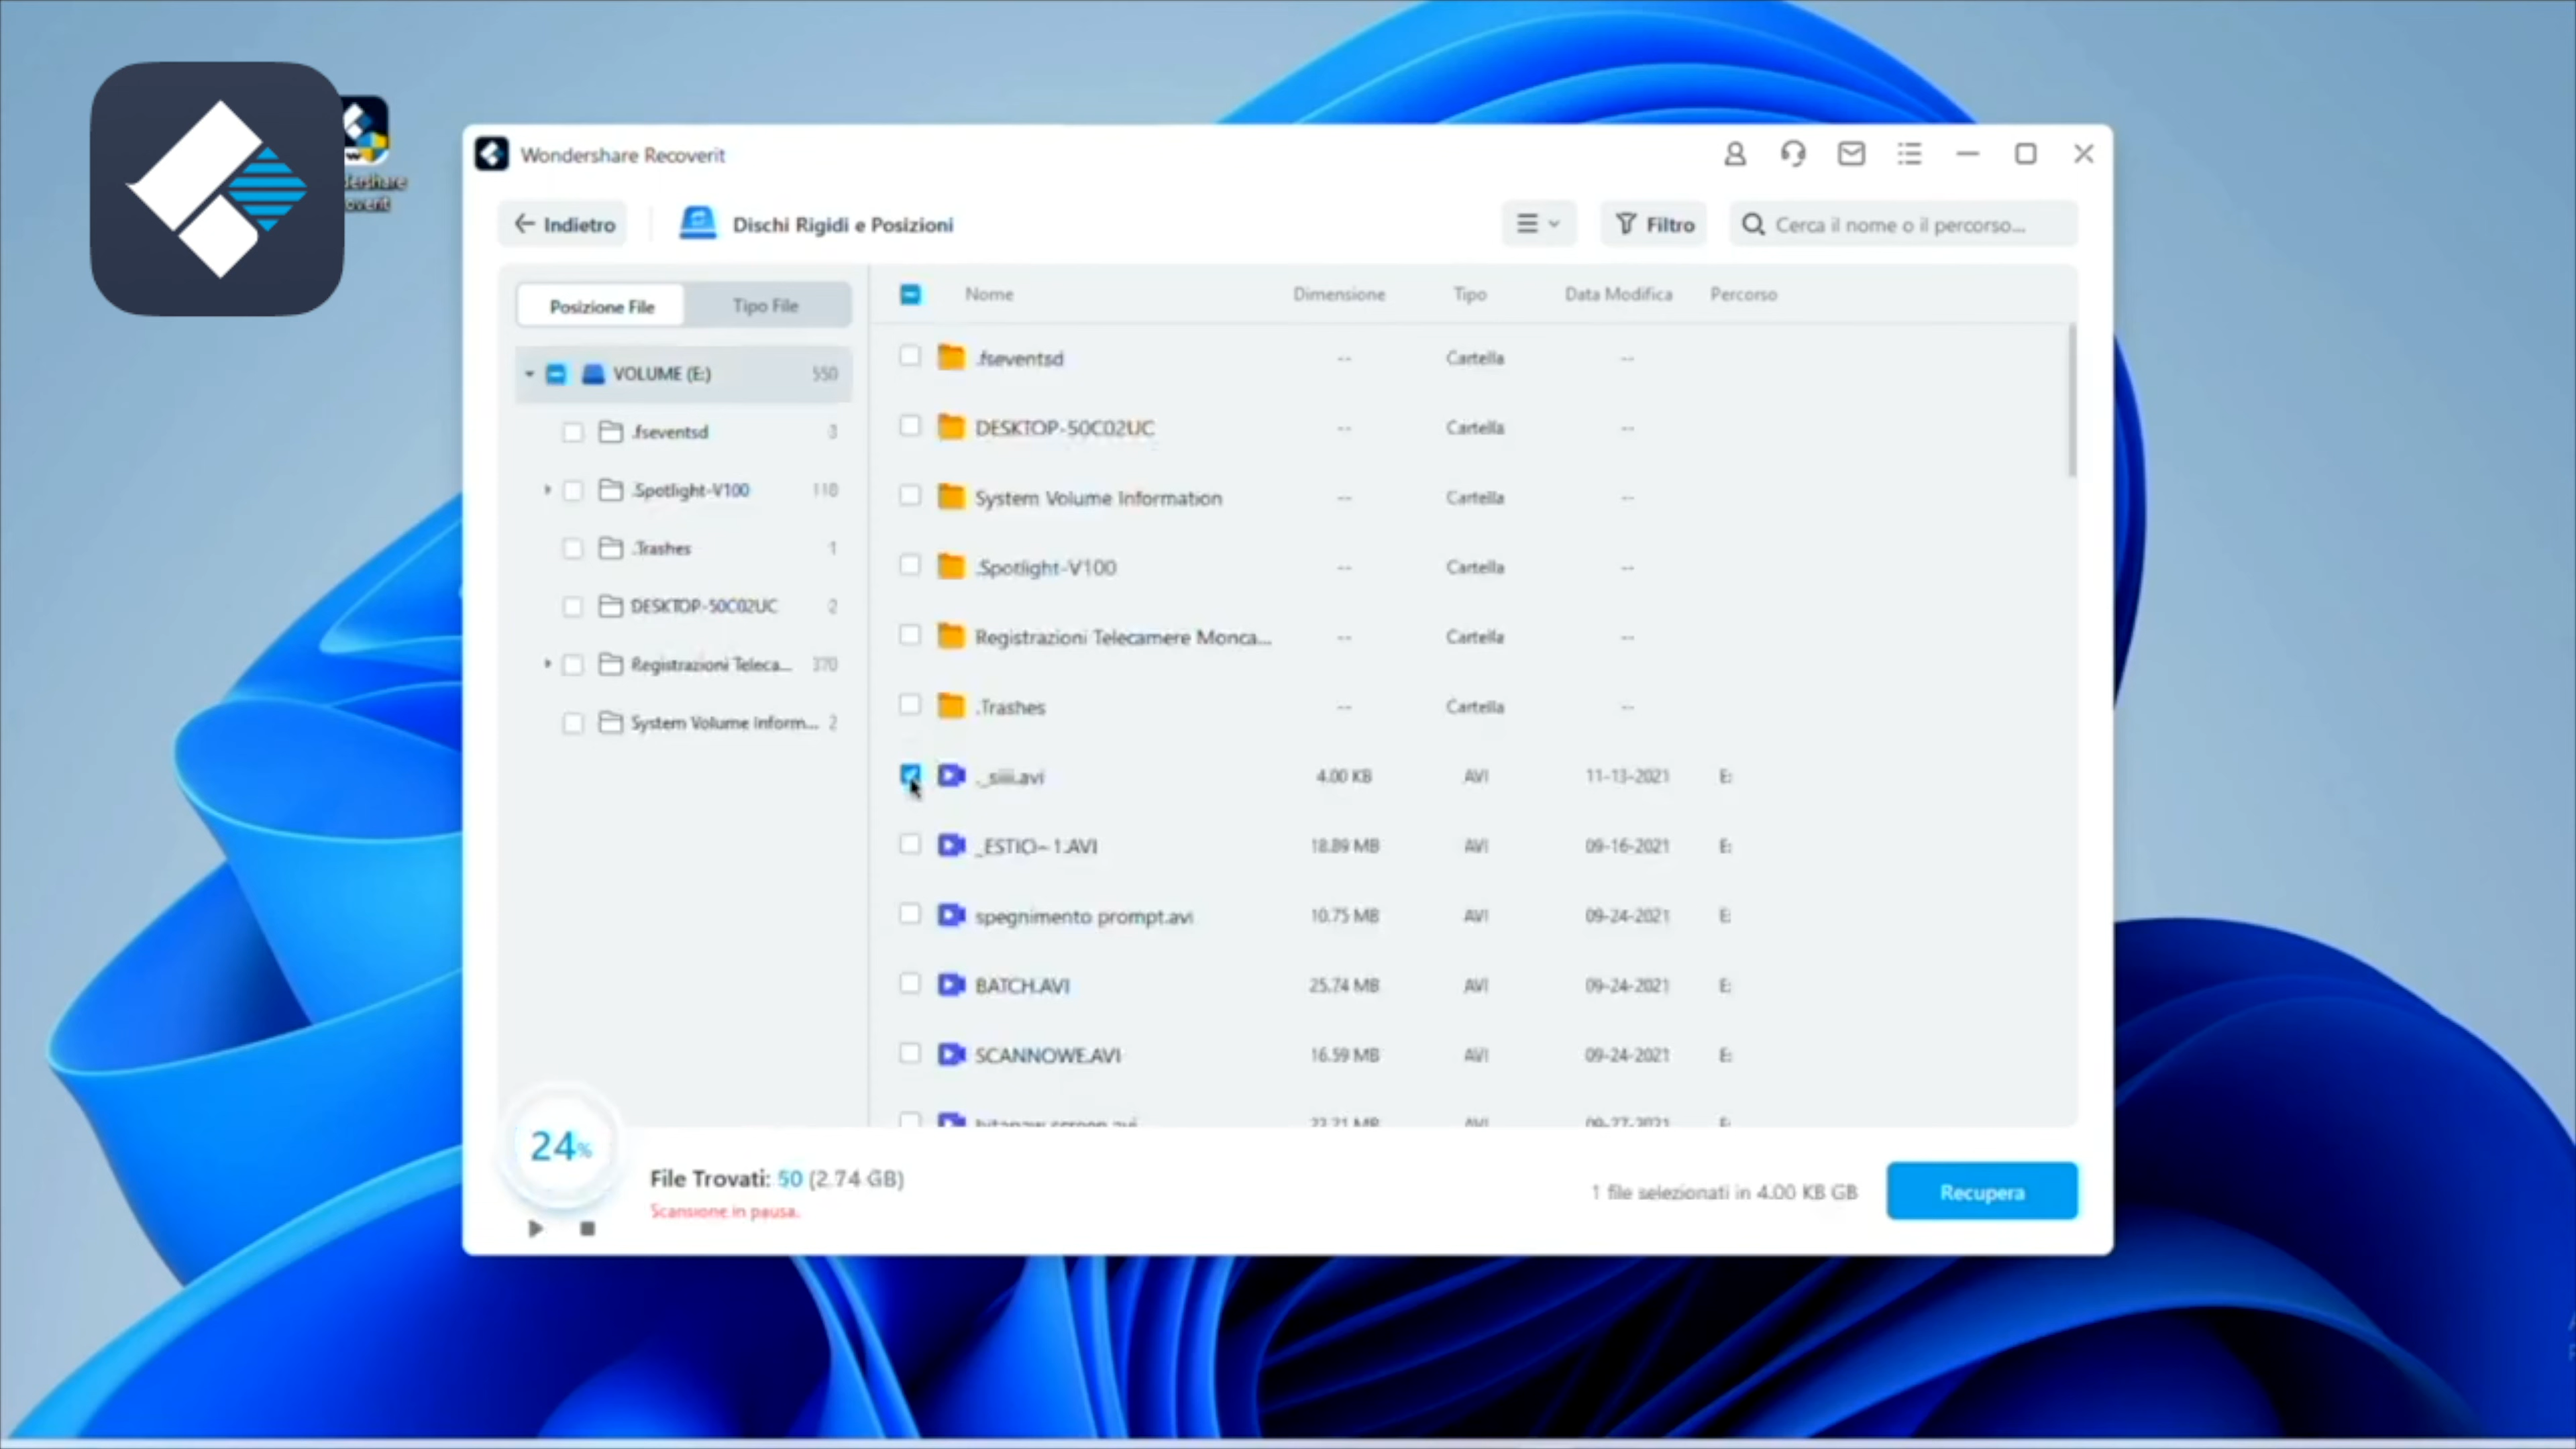 Wondershare Recoverit
Indietro
Dischi Rigidi e Posizioni
Filtro
Cerca il nome o il percorso...
Posizione File
Tipo File
Nome
Dimensione
Tipo
Data Modifica
Percorso
VOLUME (E:) 550
.fseventsd 3
.Spotlight-V100 118
.Trashes 1
DESKTOP-50C02UC 2
Registrazioni Teleca... 370
System Volume Inform... 2
.fseventsd -- Cartella --
DESKTOP-50C02UC -- Cartella --
System Volume Information -- Cartella --
.Spotlight-V100 -- Cartella --
Registrazioni Telecamere Monca... -- Cartella --
.Trashes -- Cartella --
._siiii.avi 4.00 KB AVI 11-13-2021 E:
_ESTIO~1.AVI 18.89 MB AVI 09-16-2021 E:
spegnimento prompt.avi 10.75 MB AVI 09-24-2021 E:
BATCH.AVI 25.74 MB AVI 09-24-2021 E:
SCANNOWE.AVI 16.59 MB AVI 09-24-2021 E:
24%
File Trovati: 50 (2.74 GB)
Scansione in pausa.
1 file selezionati in 4.00 KB GB
Recupera